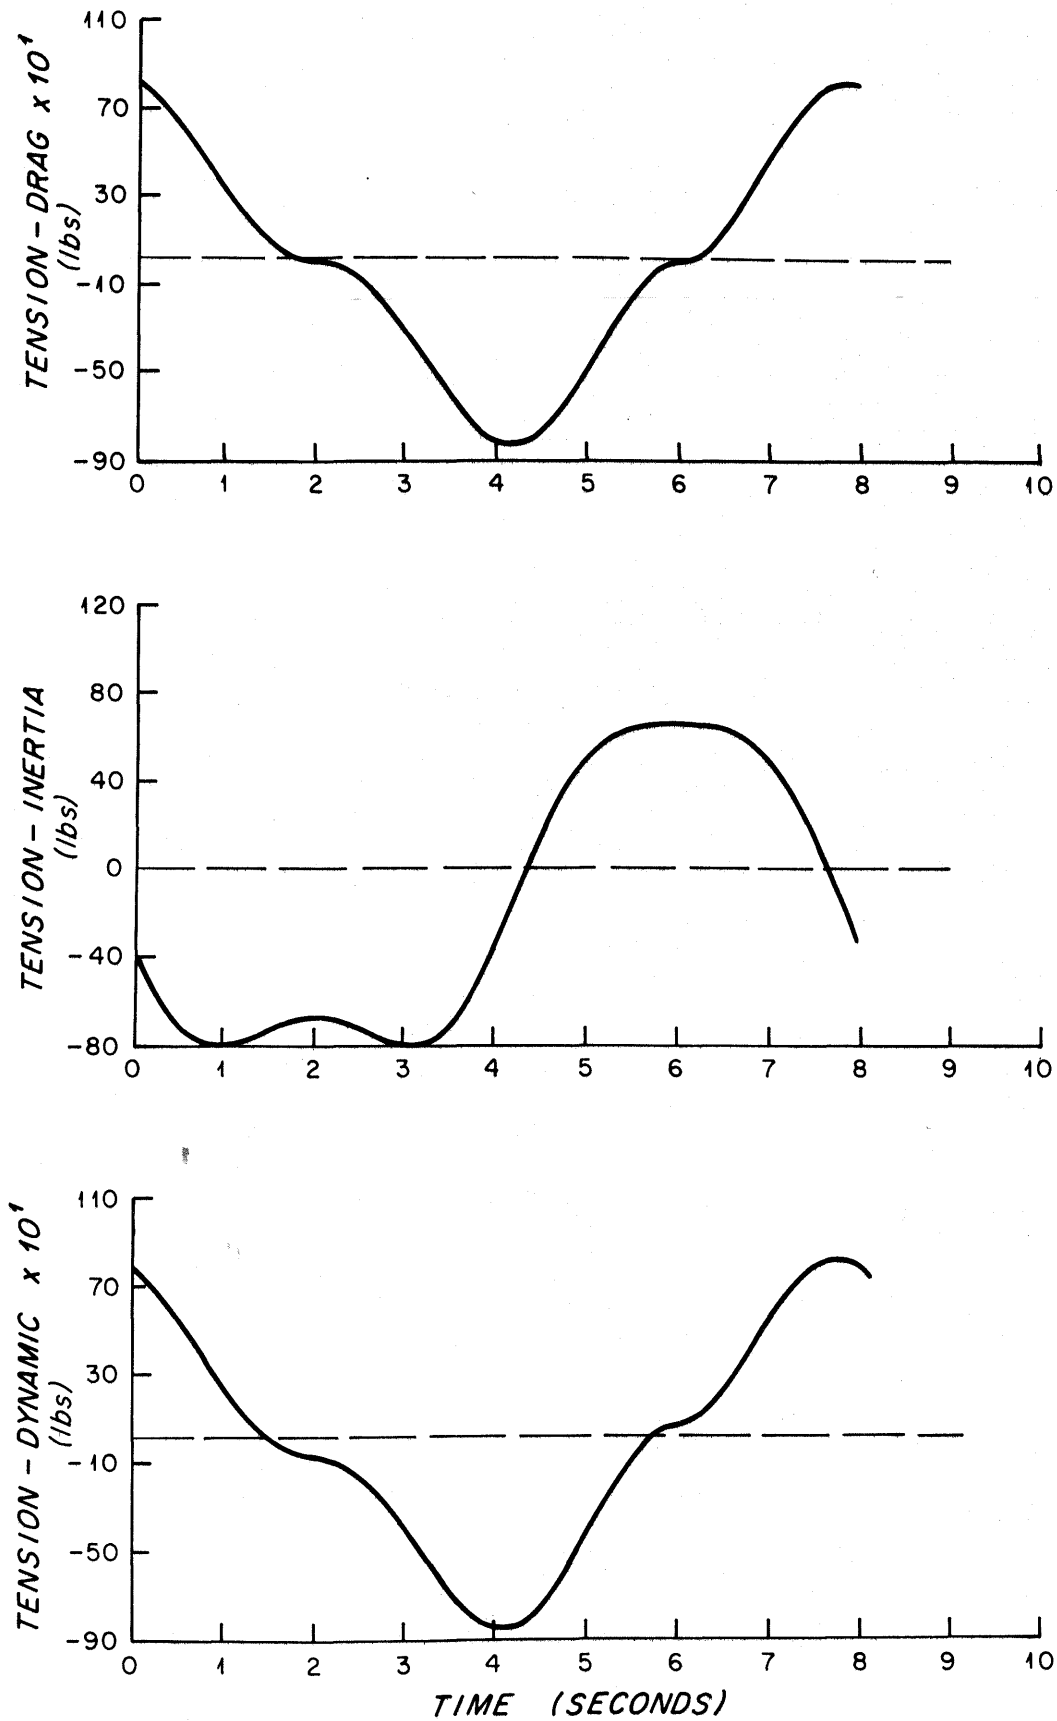 TENSION-DRAG x 10¹
(lbs)
110
70
30
-10
-50
-90
0 1 2 3 4 5 6 7 8 9 10
TENSION-INERTIA
(lbs)
120
80
40
0
-40
-80
0 1 2 3 4 5 6 7 8 9 10
TENSION-DYNAMIC x 10¹
(lbs)
110
70
30
-10
-50
-90
0 1 2 3 4 5 6 7 8 9 10
TIME (SECONDS)